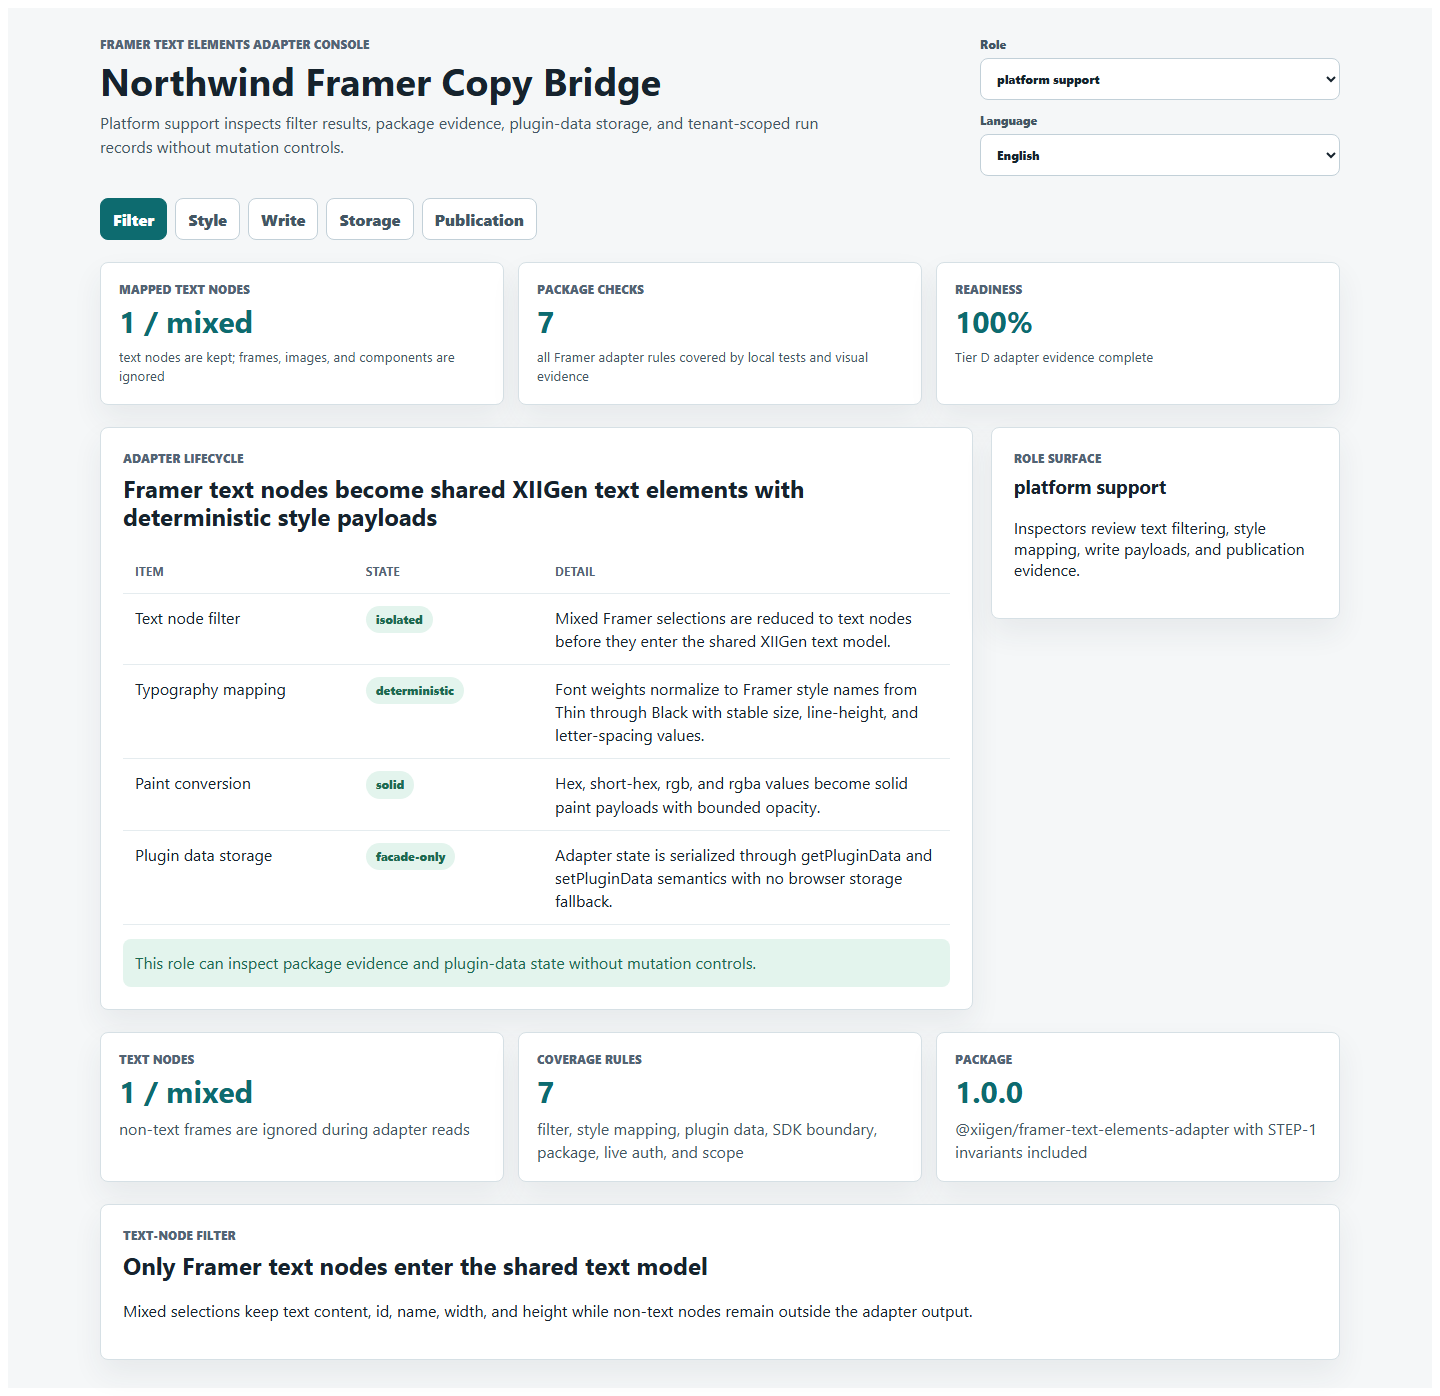 FRAMER TEXT ELEMENTS ADAPTER CONSOLE
Northwind Framer Copy Bridge
Platform support inspects filter results, package evidence, plugin-data storage, and tenant-scoped run
records without mutation controls.
Role
platform support
Language
English
Filter
Style
Write
Storage
Publication
MAPPED TEXT NODES
1 / mixed
text nodes are kept; frames, images, and components are
ignored
PACKAGE CHECKS
7
all Framer adapter rules covered by local tests and visual
evidence
READINESS
100%
Tier D adapter evidence complete
ADAPTER LIFECYCLE
Framer text nodes become shared XIIGen text elements with
deterministic style payloads
ITEM STATE DETAIL
Text node filter
isolated
Mixed Framer selections are reduced to text nodes
before they enter the shared XIIGen text model.
Typography mapping
deterministic
Font weights normalize to Framer style names from
Thin through Black with stable size, line-height, and
letter-spacing values.
Paint conversion
solid
Hex, short-hex, rgb, and rgba values become solid
paint payloads with bounded opacity.
Plugin data storage
facade-only
Adapter state is serialized through getPluginData and
setPluginData semantics with no browser storage
fallback.
This role can inspect package evidence and plugin-data state without mutation controls.
ROLE SURFACE
platform support
Inspectors review text filtering, style
mapping, write payloads, and publication
evidence.
TEXT NODES
1 / mixed
non-text frames are ignored during adapter reads
COVERAGE RULES
7
filter, style mapping, plugin data, SDK boundary,
package, live auth, and scope
PACKAGE
1.0.0
@xiigen/framer-text-elements-adapter with STEP-1
invariants included
TEXT-NODE FILTER
Only Framer text nodes enter the shared text model
Mixed selections keep text content, id, name, width, and height while non-text nodes remain outside the adapter output.